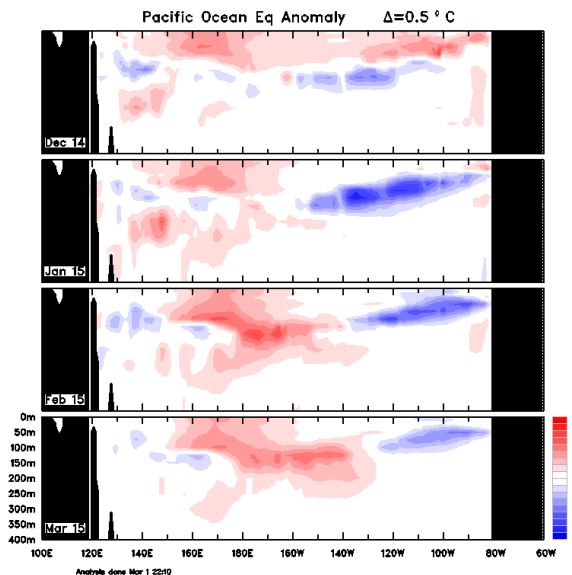 Pacific Ocean Eq Anomaly Δ=0.5 ° C
Dec 14
Jan 15
Feb 15
0m
50m
100m
150m
200m
250m
300m
350m
400m
Mar 15
100E 120E 140E 160E 180E 160W 140W 120W 100W 80W 60W
Analysis done Mar 1 22:10